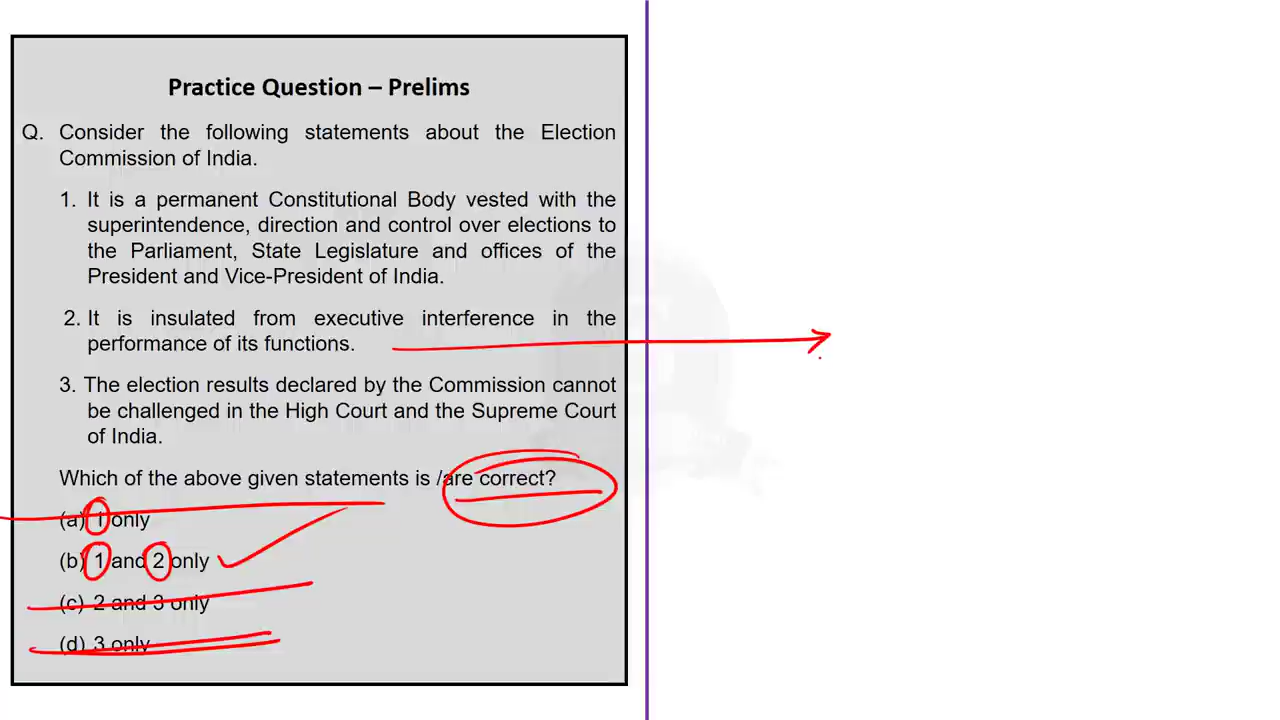 Practice Question – Prelims
Q. Consider the following statements about the Election
Commission of India.
1. It is a permanent Constitutional Body vested with the
superintendence, direction and control over elections to
the Parliament, State Legislature and offices of the
President and Vice-President of India.
2. It is insulated from executive interference in the
performance of its functions.
3. The election results declared by the Commission cannot
be challenged in the High Court and the Supreme Court
of India.
Which of the above given statements is /are correct?
(a) 1 only
(b) 1 and 2 only
(c) 2 and 3 only
(d) 3 only